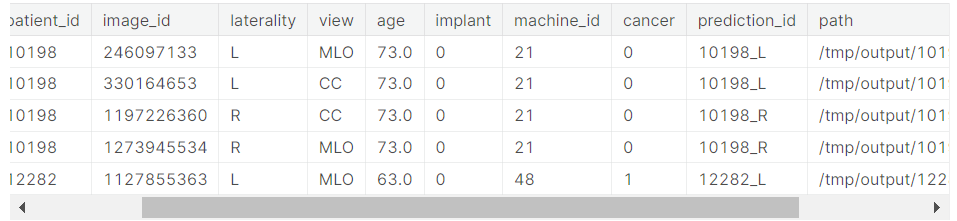 patient_id image_id laterality view age implant machine_id cancer prediction_id path
10198 246097133 L MLO 73.0 0 21 0 10198_L /tmp/output/101
10198 330164653 L CC 73.0 0 21 0 10198_L /tmp/output/101
10198 1197226360 R CC 73.0 0 21 0 10198_R /tmp/output/101
10198 1273945534 R MLO 73.0 0 21 0 10198_R /tmp/output/101
12282 1127855363 L MLO 63.0 0 48 1 12282_L /tmp/output/122